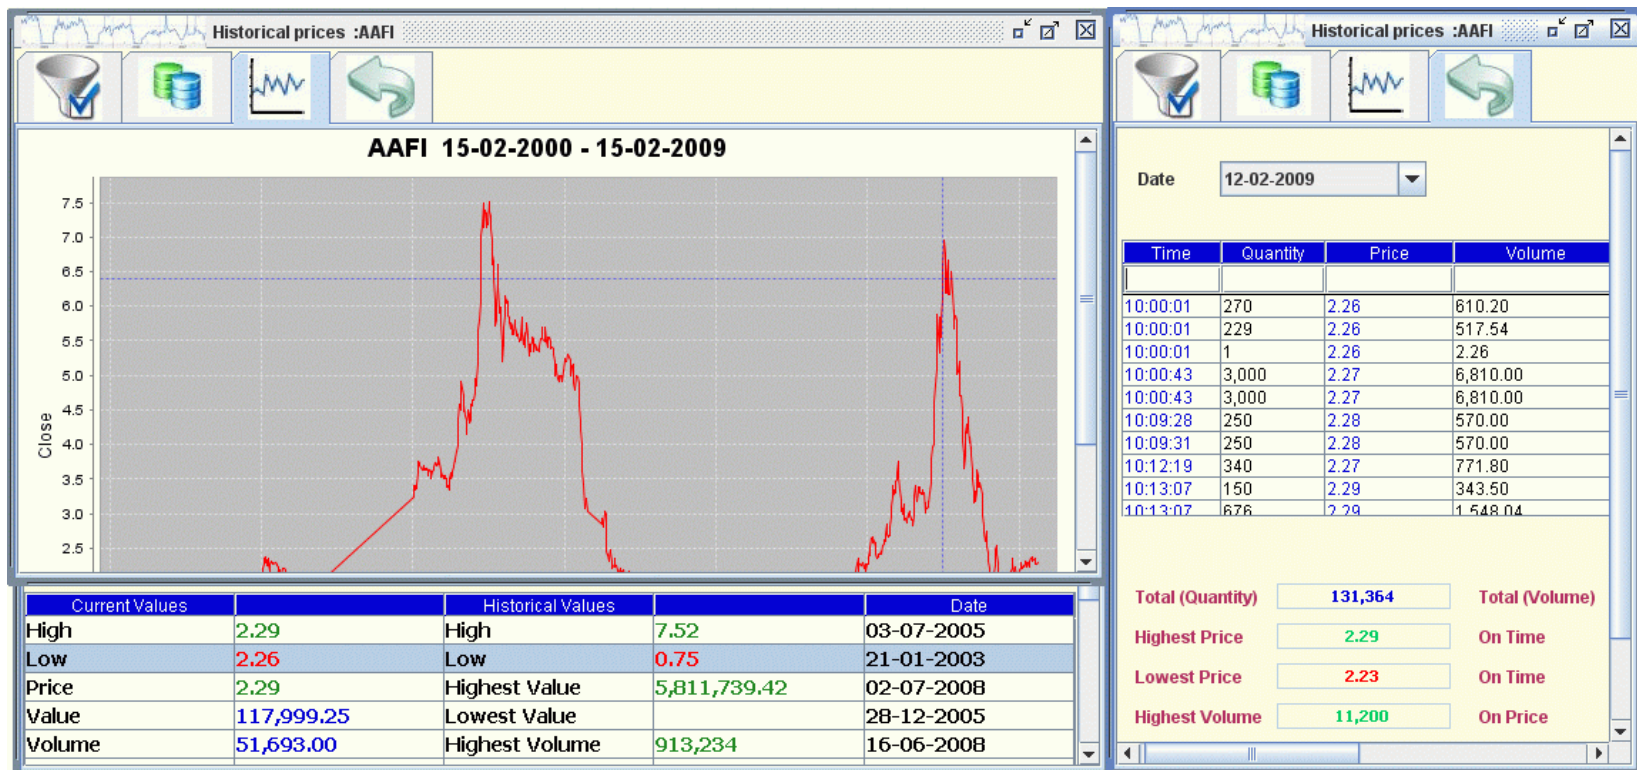 Historical prices :AAFI
AAFI 15-02-2000 - 15-02-2009
Close
7.5
7.0
6.5
6.0
5.5
5.0
4.5
4.0
3.5
3.0
2.5
Current Values Historical Values Date
High 2.29 High 7.52 03-07-2005
Low 2.26 Low 0.75 21-01-2003
Price 2.29 Highest Value 5,811,739.42 02-07-2008
Value 117,999.25 Lowest Value 28-12-2005
Volume 51,693.00 Highest Volume 913,234 16-06-2008
Historical prices :AAFI
Date 12-02-2009
Time Quantity Price Volume
10:00:01 270 2.26 610.20
10:00:01 229 2.26 517.54
10:00:01 1 2.26 2.26
10:00:43 3,000 2.27 6,810.00
10:00:43 3,000 2.27 6,810.00
10:09:28 250 2.28 570.00
10:09:31 250 2.28 570.00
10:12:19 340 2.27 771.80
10:13:07 150 2.29 343.50
10:13:07 676 2.29 1,548.04
Total (Quantity) 131,364 Total (Volume)
Highest Price 2.29 On Time
Lowest Price 2.23 On Time
Highest Volume 11,200 On Price